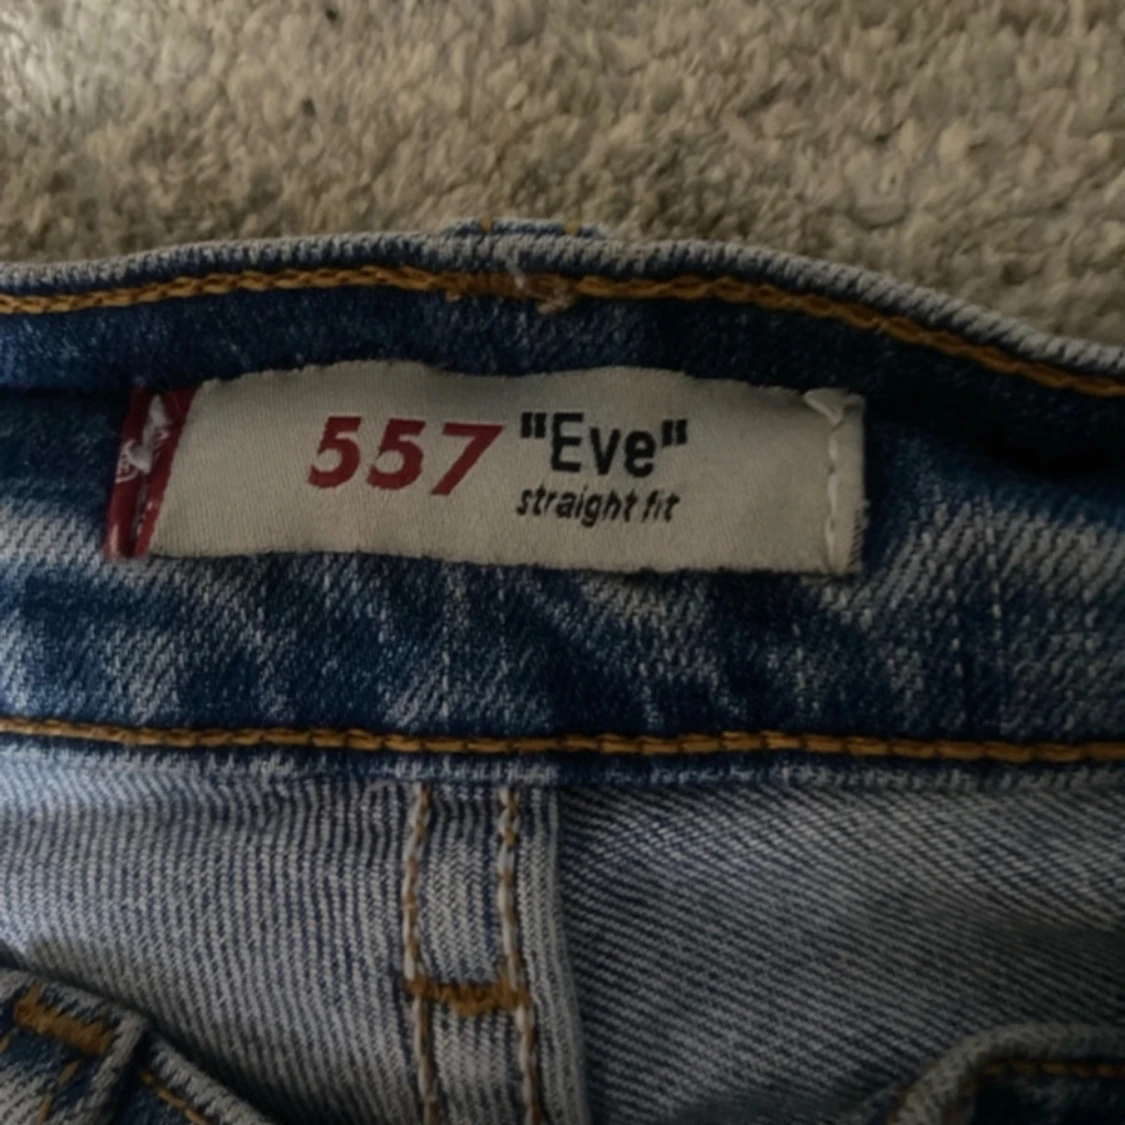 557 "Eve"
straight fit